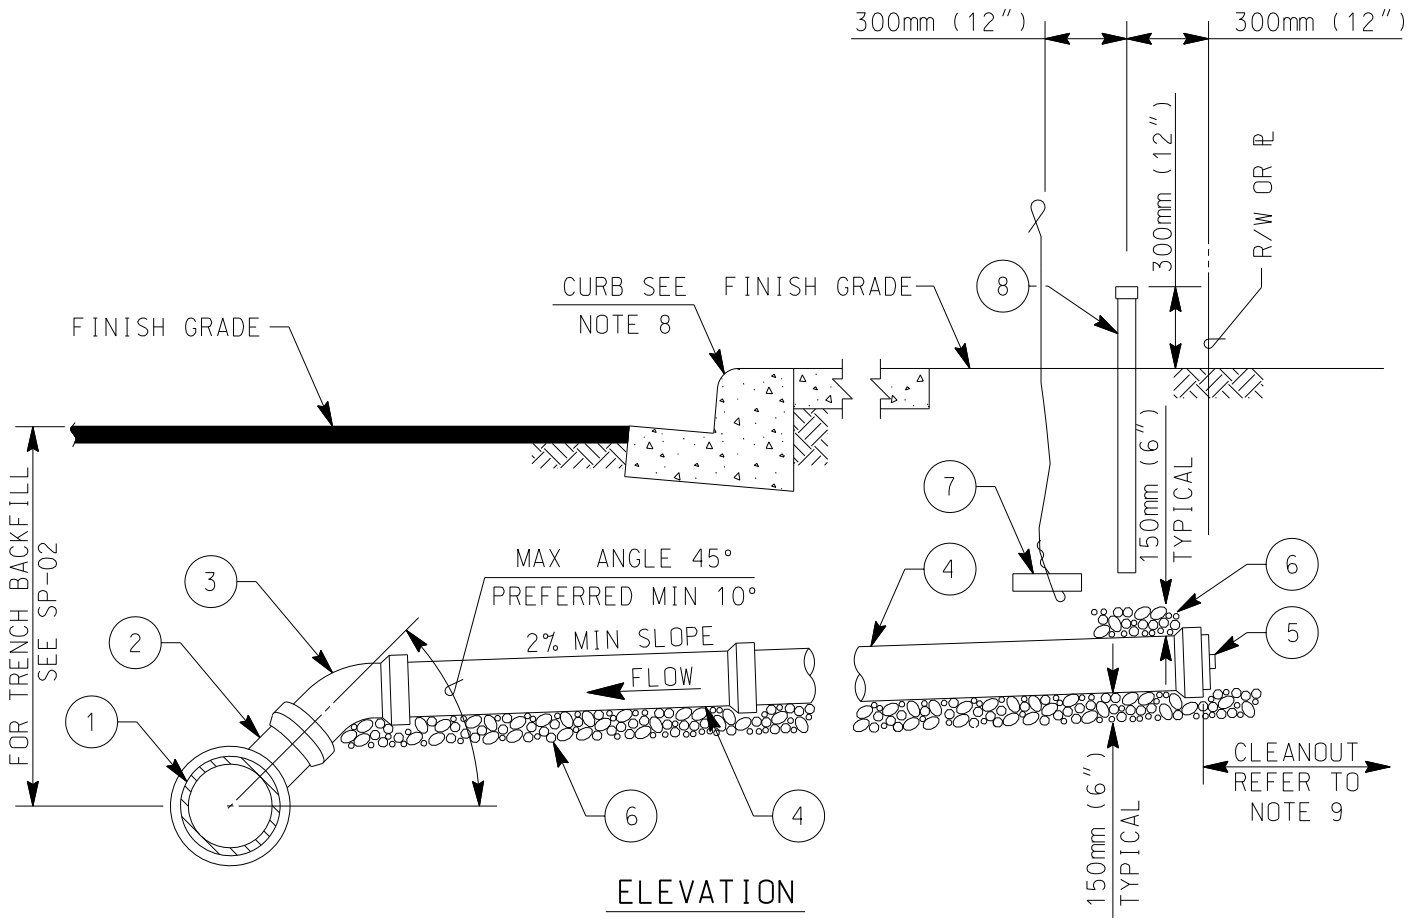 300mm (12")
300mm (12")
300mm (12")
R/W OR ⅊
CURB SEE
NOTE 8
FINISH GRADE
8
FINISH GRADE
7
150mm (6")
TYPICAL
FOR TRENCH BACKFILL
SEE SP-02
3
MAX ANGLE 45°
PREFERRED MIN 10°
4
6
2
2% MIN SLOPE
5
FLOW
1
CLEANOUT
REFER TO
NOTE 9
6
4
150mm (6")
TYPICAL
ELEVATION